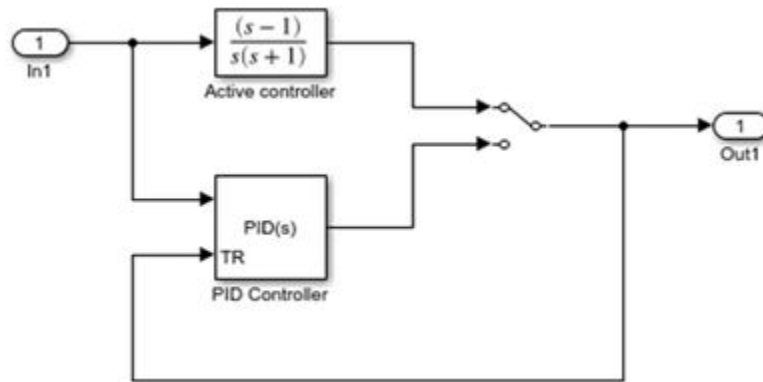 1
In1
(s − 1)
s(s + 1)
Active controller
PID(s)
TR
PID Controller
1
Out1